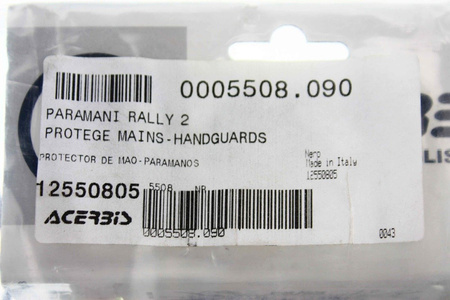 0005508.090
PARAMANI RALLY 2
PROTEGE MAINS-HANDGUARDS
PROTECTOR DE MAO-PARAMANOS
Nero
Made in Italy
12550805
12550805 5508 NR
ACERBIS
0005508.090
0043